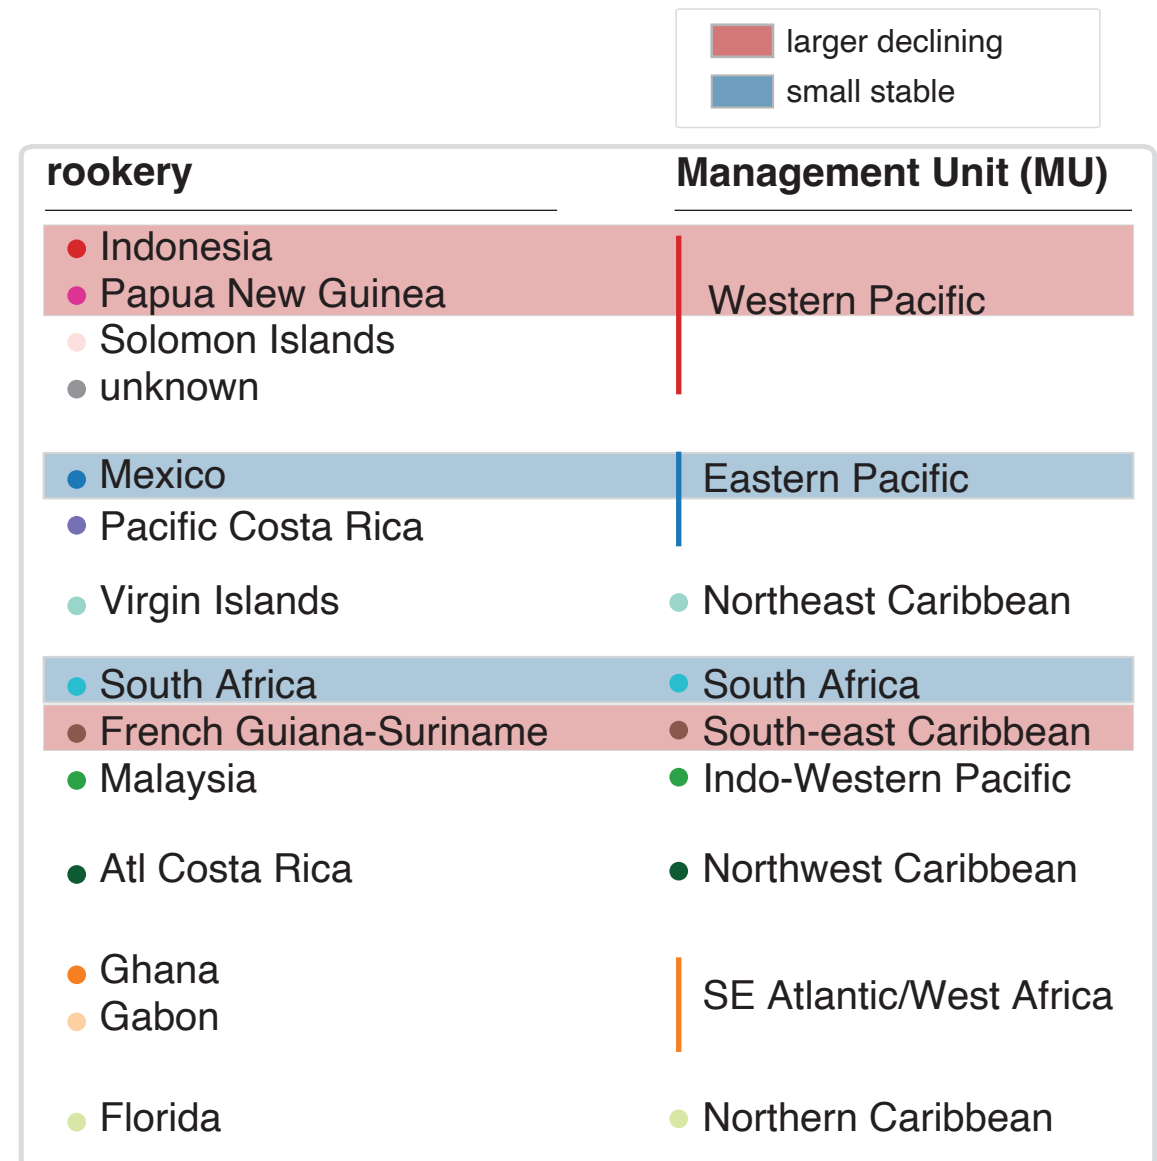 larger declining
small stable
rookery Management Unit (MU)
Indonesia
Papua New Guinea Western Pacific
Solomon Islands
unknown
Mexico Eastern Pacific
Pacific Costa Rica
Virgin Islands Northeast Caribbean
South Africa South Africa
French Guiana-Suriname South-east Caribbean
Malaysia Indo-Western Pacific
Atl Costa Rica Northwest Caribbean
Ghana
SE Atlantic/West Africa
Gabon
Florida Northern Caribbean